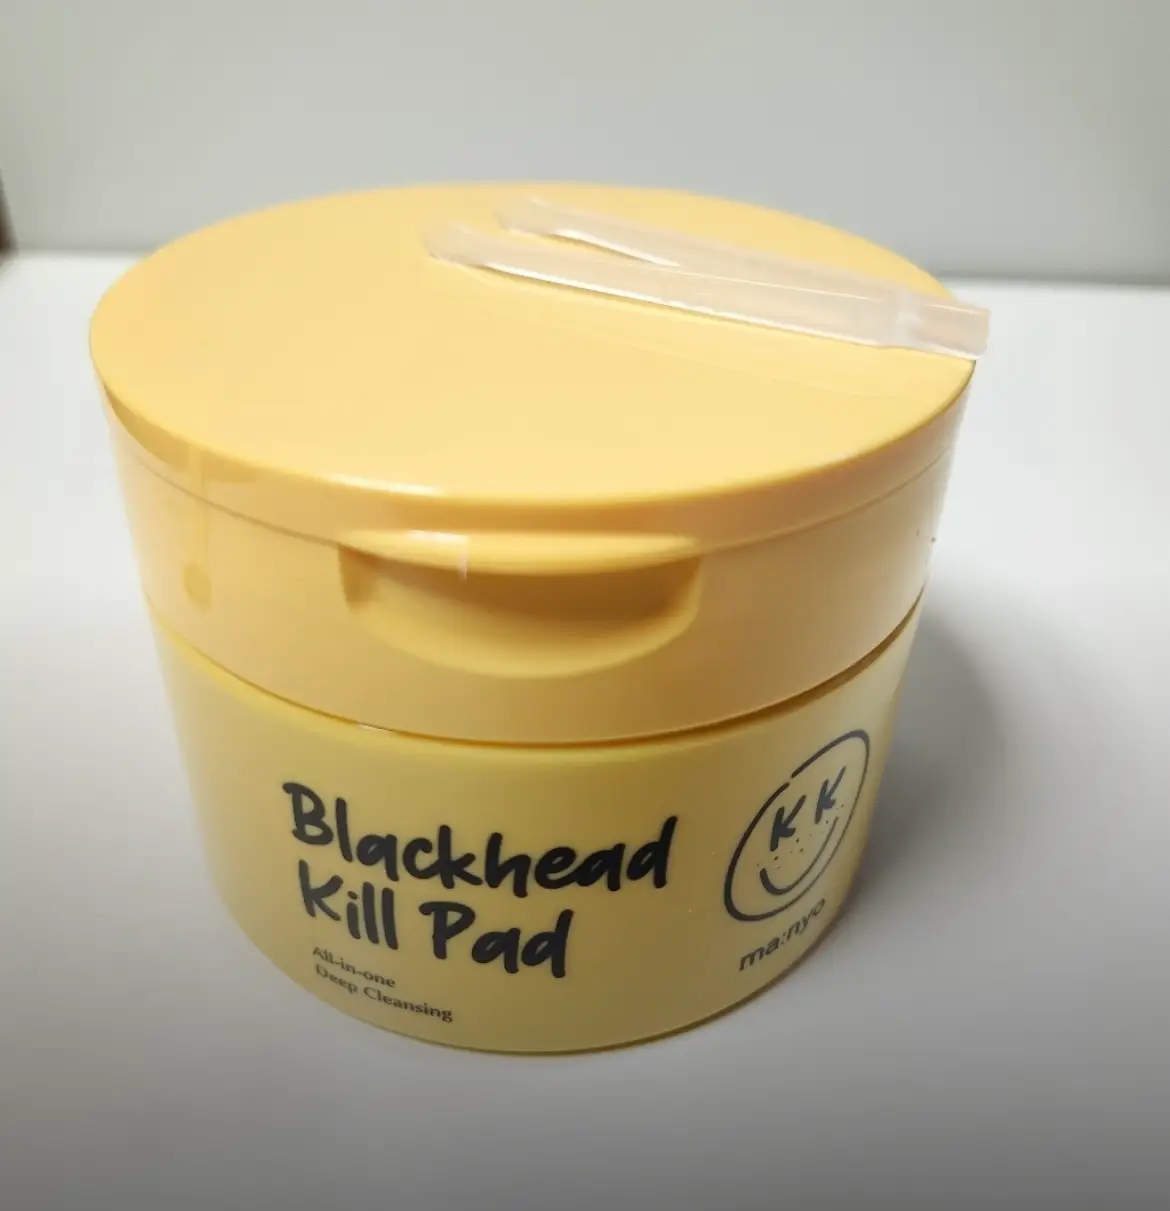 Blackhead
Kill Pad
All-in-one
Deep Cleansing
KK
ma:nyo